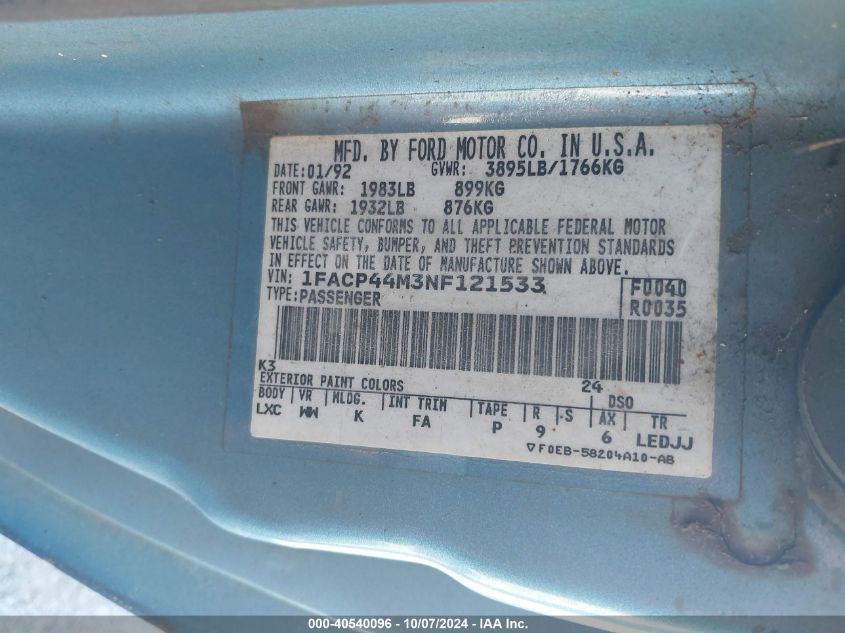 MFD. BY FORD MOTOR CO. IN U.S.A.
DATE: 01/92 GVWR: 3895LB/1766KG
FRONT GAWR: 1983LB 899KG
REAR GAWR: 1932LB 876KG
THIS VEHICLE CONFORMS TO ALL APPLICABLE FEDERAL MOTOR
VEHICLE SAFETY, BUMPER, AND THEFT PREVENTION STANDARDS
IN EFFECT ON THE DATE OF MANUFACTURE SHOWN ABOVE.
VIN: 1FACP44M3NF121533 F0040
TYPE: PASSENGER R0035
K3
EXTERIOR PAINT COLORS 24 DSO
BODY VR MLDG. INT TRIM TAPE R S AX TR
LXC WW K FA P 9 6 LEDJJ
▽F0EB-58204A10-AB
000-40540096 - 10/07/2024 - IAA Inc.